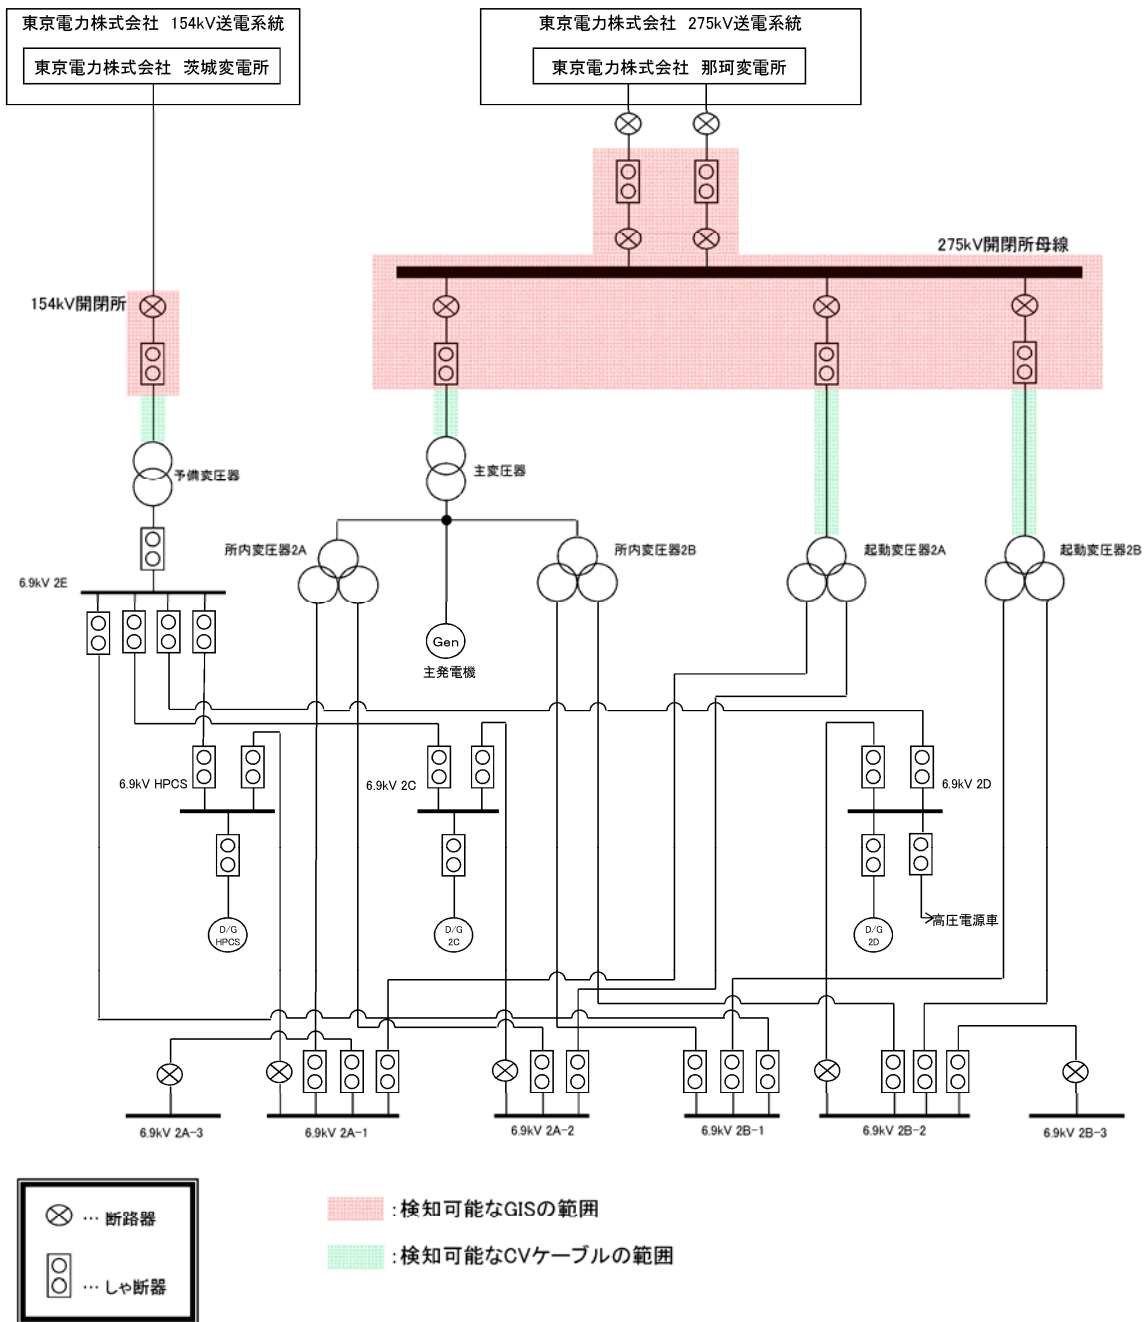 東京電力株式会社 154kV送電系統
東京電力株式会社 茨城変電所
東京電力株式会社 275kV送電系統
東京電力株式会社 那珂変電所
275kV開閉所母線
154kV開閉所
予備変圧器
主変圧器
所内変圧器2A
所内変圧器2B
起動変圧器2A
起動変圧器2B
6.9kV 2E
Gen
主発電機
6.9kV HPCS
6.9kV 2C
6.9kV 2D
D/G
HPCS
D/G
2C
D/G
2D
高圧電源車
6.9kV 2A-3
6.9kV 2A-1
6.9kV 2A-2
6.9kV 2B-1
6.9kV 2B-2
6.9kV 2B-3
… 断路器
… しゃ断器
:検知可能なGISの範囲
:検知可能なCVケーブルの範囲